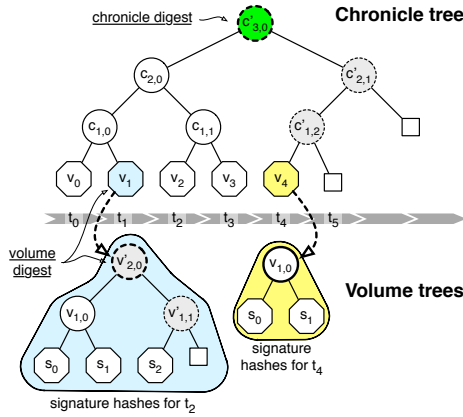 chronicle digest
Chronicle tree
c'3,0
c2,0
c'2,1
c1,0
c1,1
c'1,2
v0
v1
v2
v3
v4
t0
t1
t2
t3
t4
t5
volume
digest
v'2,0
v1,0
Volume trees
v1,0
v'1,1
s0
s1
s0
s1
s2
signature
hashes for t4
signature hashes for t2